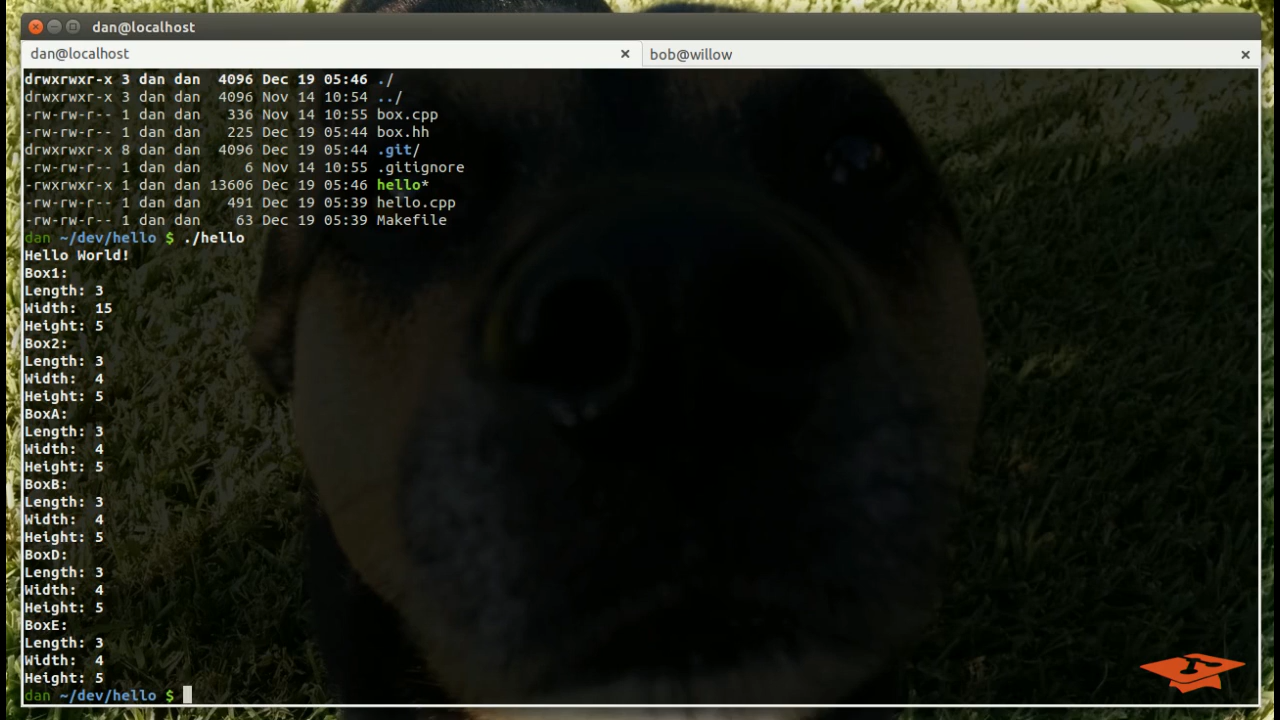 dan@localhost
dan@localhost
bob@willow
drwxrwxr-x 3 dan dan  4096 Dec 19 05:46 ./
drwxrwxr-x 3 dan dan  4096 Nov 14 10:54 ../
-rw-rw-r-- 1 dan dan   336 Nov 14 10:55 box.cpp
-rw-rw-r-- 1 dan dan   225 Dec 19 05:44 box.hh
drwxrwxr-x 8 dan dan  4096 Dec 19 05:44 .git/
-rw-rw-r-- 1 dan dan     6 Nov 14 10:55 .gitignore
-rwxrwxr-x 1 dan dan 13606 Dec 19 05:46 hello*
-rw-rw-r-- 1 dan dan   491 Dec 19 05:39 hello.cpp
-rw-rw-r-- 1 dan dan    63 Dec 19 05:39 Makefile
dan ~/dev/hello $ ./hello
Hello World!
Box1:
Length: 3
Width:  15
Height: 5
Box2:
Length: 3
Width:  4
Height: 5
BoxA:
Length: 3
Width:  4
Height: 5
BoxB:
Length: 3
Width:  4
Height: 5
BoxD:
Length: 3
Width:  4
Height: 5
BoxE:
Length: 3
Width:  4
Height: 5
dan ~/dev/hello $